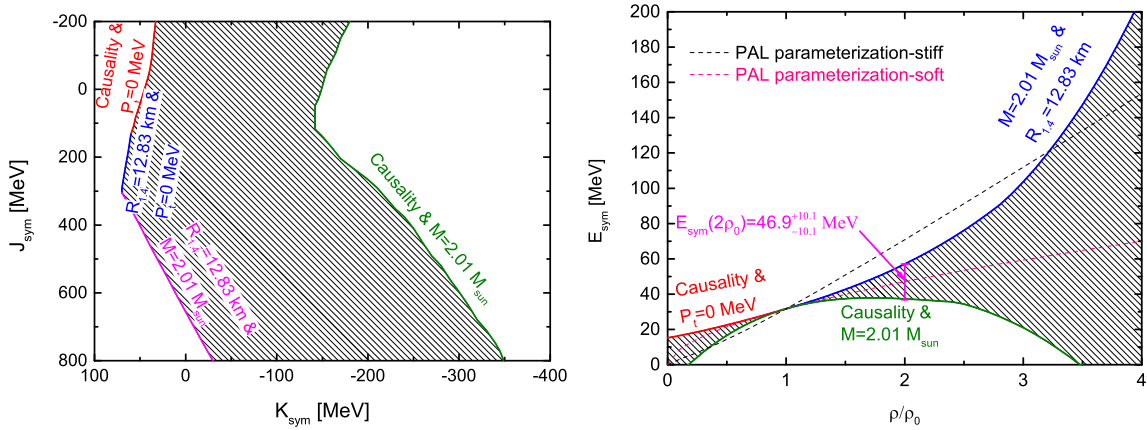 -200
0
200
400
600
800
J_sym [MeV]
100
0
-100
-200
-300
-400
K_sym [MeV]
Causality &
P_t=0 MeV
R_1.4=12.83 km &
P_t=0 MeV
R_1.4=12.83 km &
M=2.01 M_sun
Causality & M=2.01 M_sun
200
180
160
140
120
100
80
60
40
20
0
E_sym [MeV]
0
1
2
3
4
ρ/ρ_0
PAL parameterization-stiff
PAL parameterization-soft
M=2.01 M_sun &
R_1.4=12.83 km
E_sym(2ρ_0)=46.9^{+10.1}_{-10.1} MeV
Causality &
P_t=0 MeV
Causality &
M=2.01 M_sun